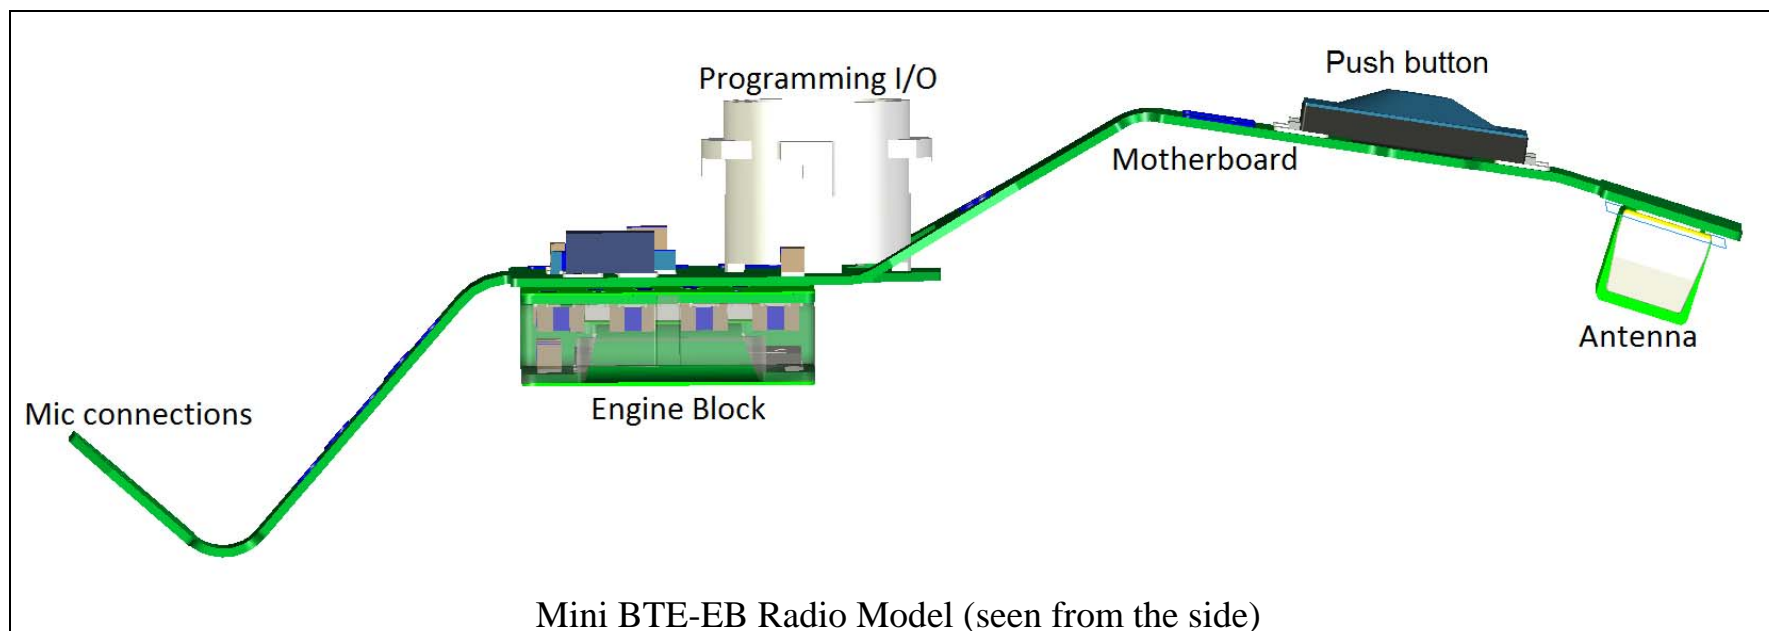 Programming I/O
Push button
Motherboard
Antenna
Engine Block
Mic connections
Mini BTE-EB Radio Model (seen from the side)